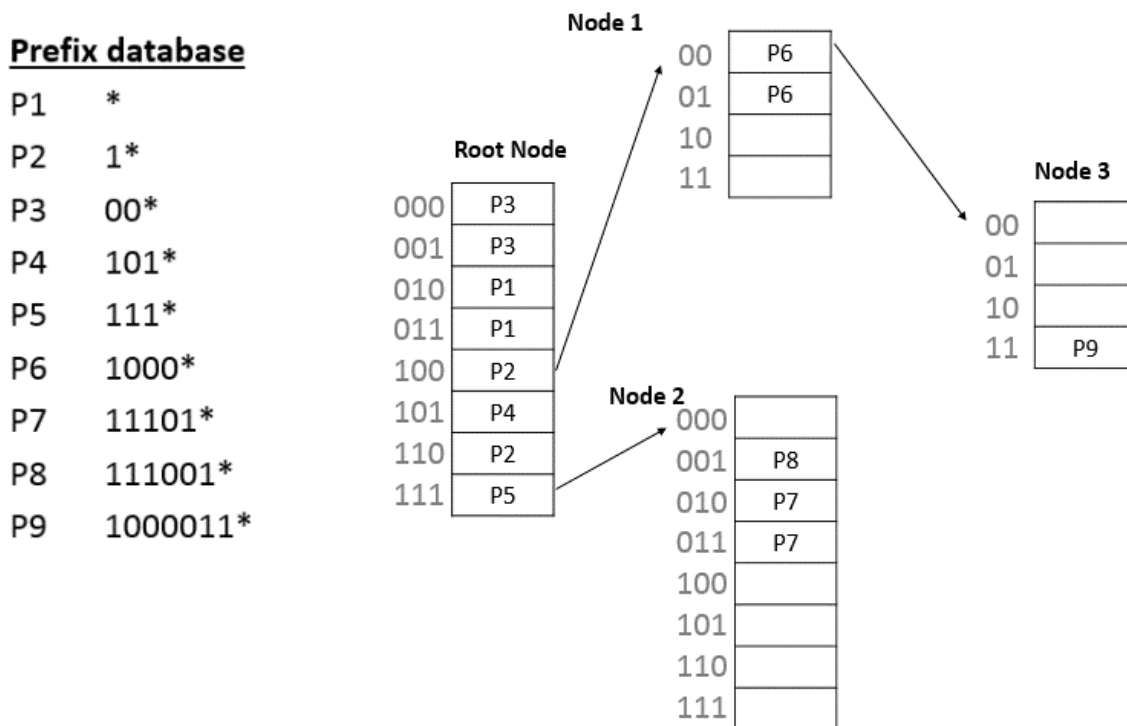 Prefix database
P1 *
P2 1*
P3 00*
P4 101*
P5 111*
P6 1000*
P7 11101*
P8 111001*
P9 1000011*
Root Node
000 P3
001 P3
010 P1
011 P1
100 P2
101 P4
110 P2
111 P5
Node 1
00 P6
01 P6
10
11
Node 2
000
001 P8
010 P7
011 P7
100
101
110
111
Node 3
00
01
10
11 P9